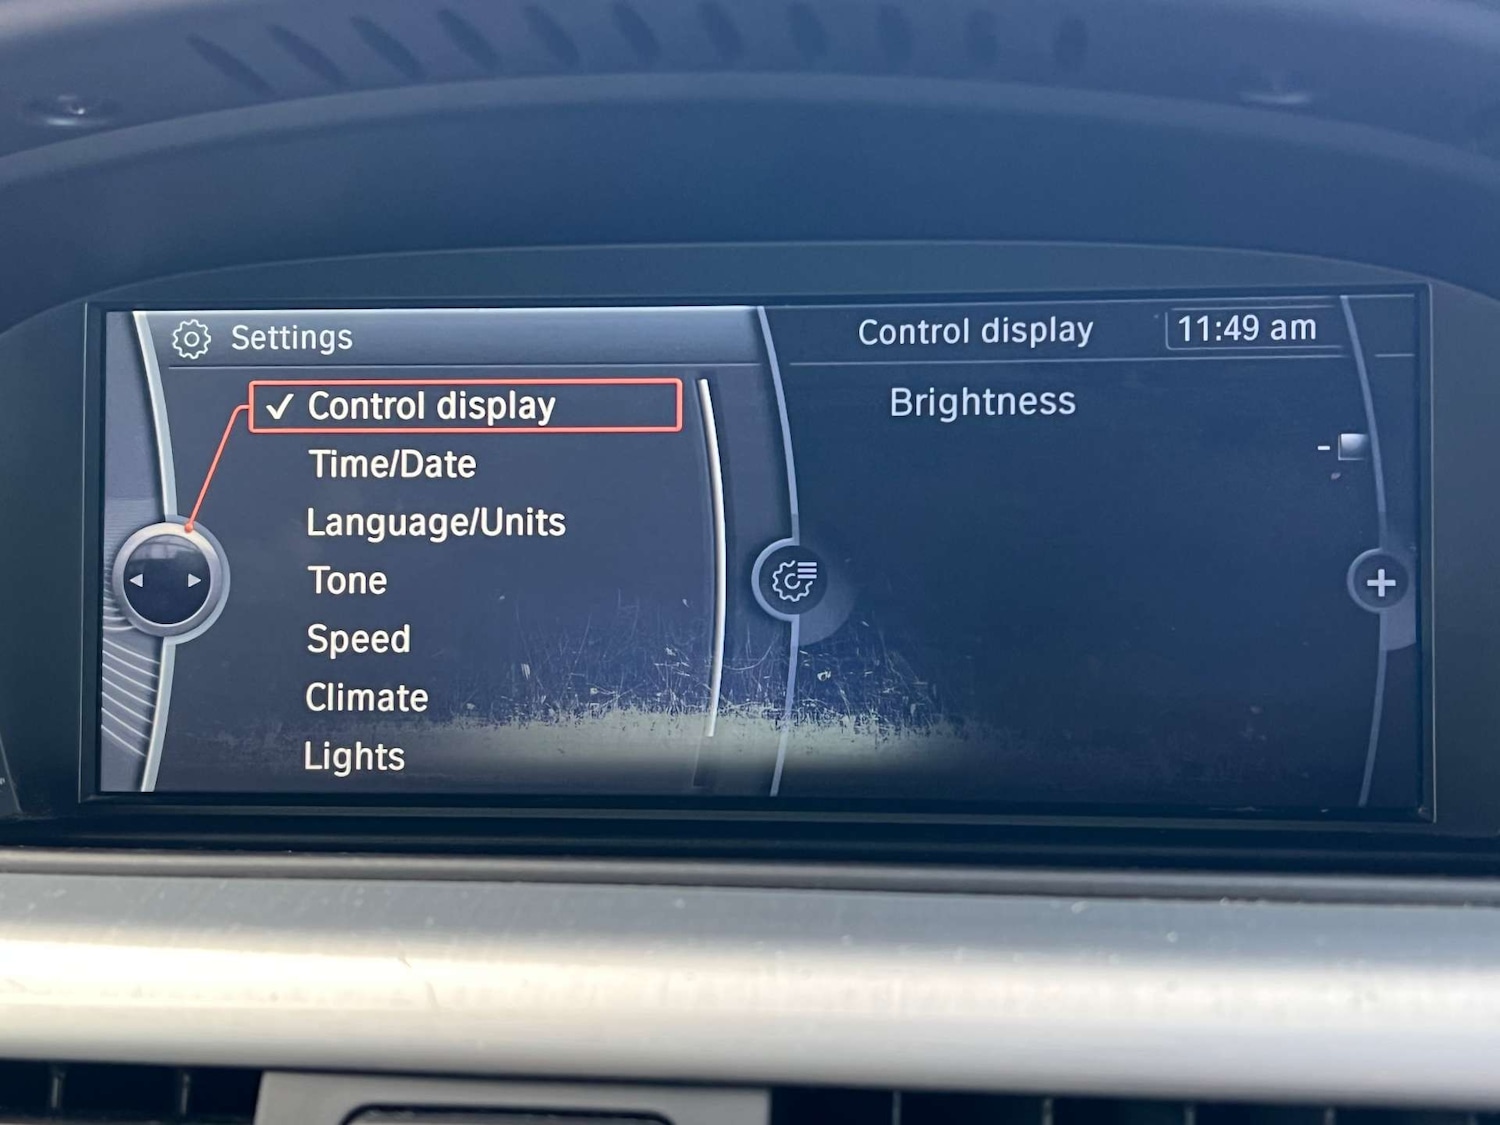 Settings
Control display 11:49 am
✓ Control display
Brightness
Time/Date
Language/Units
Tone
Speed
Climate
Lights